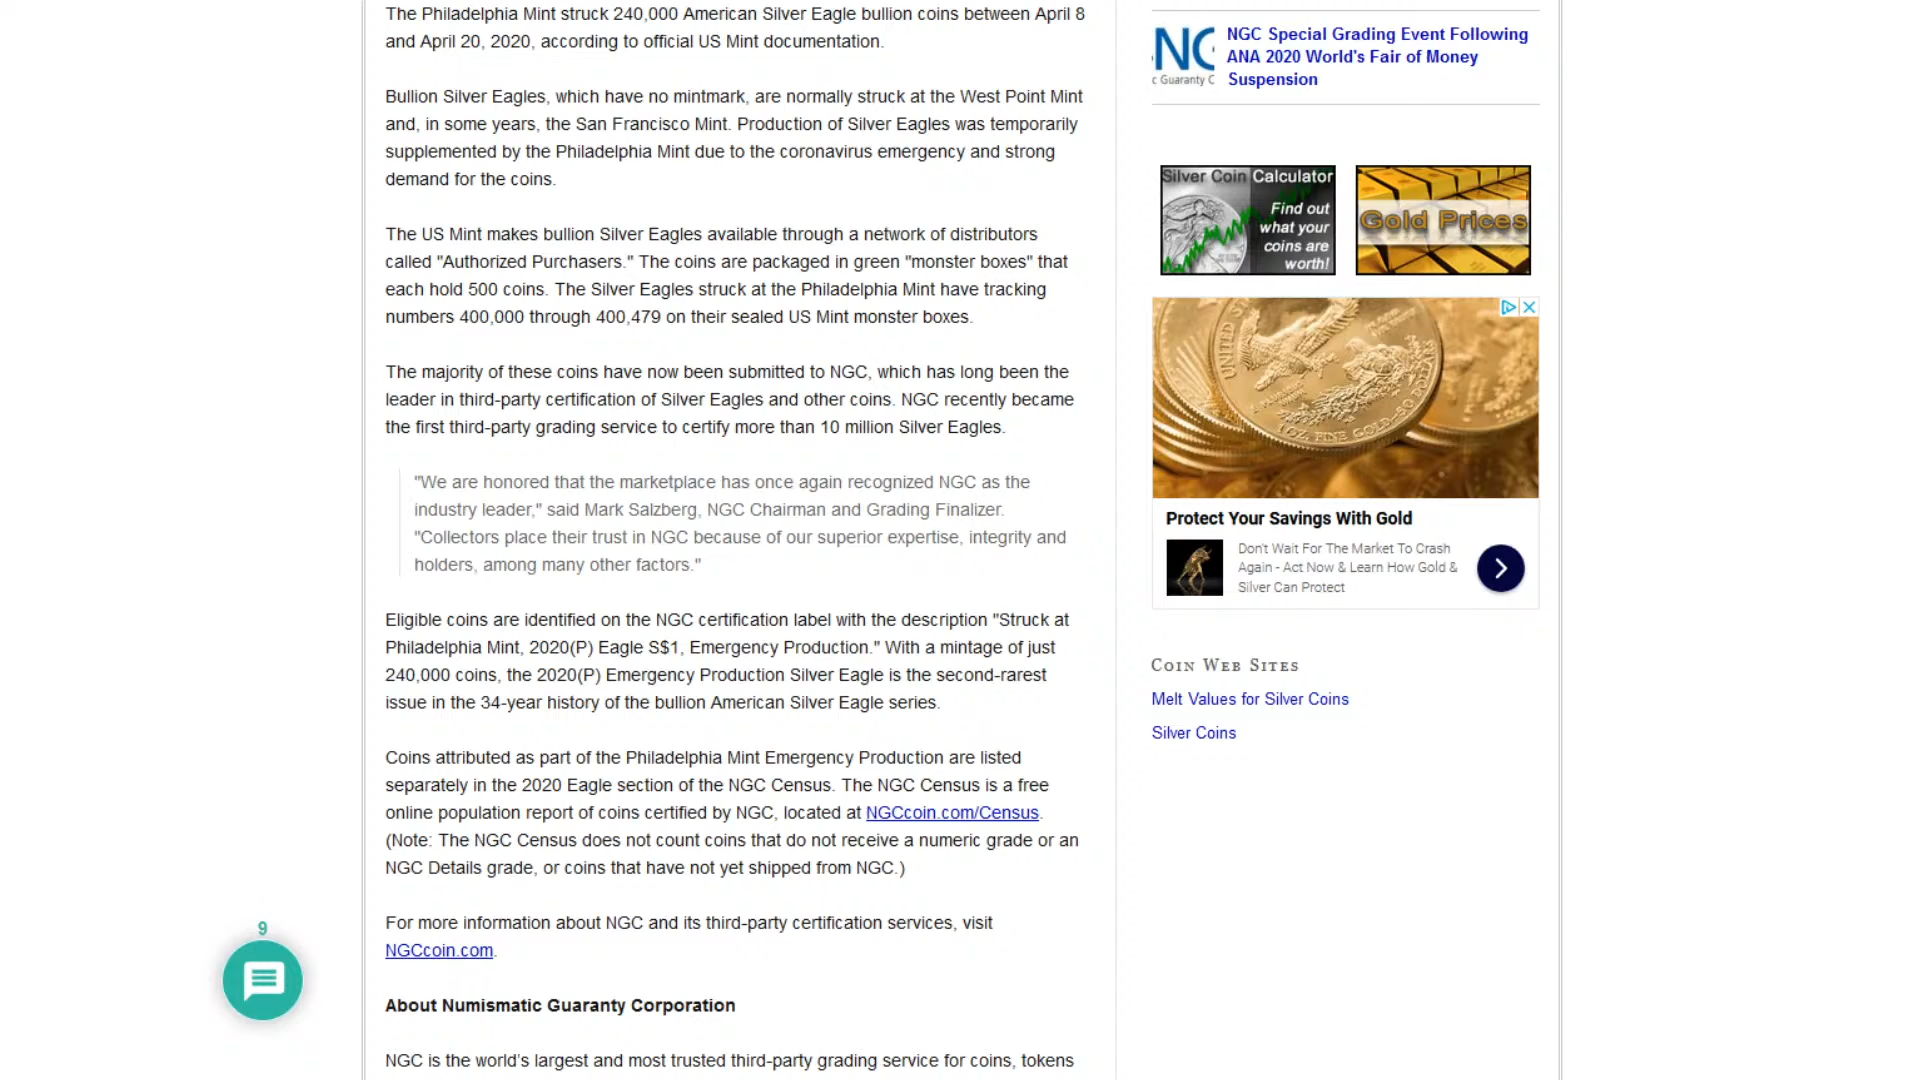 The Philadelphia Mint struck 240,000 American Silver Eagle bullion coins between April 8
and April 20, 2020, according to official US Mint documentation.
Bullion Silver Eagles, which have no mintmark, are normally struck at the West Point Mint
and, in some years, the San Francisco Mint. Production of Silver Eagles was temporarily
supplemented by the Philadelphia Mint due to the coronavirus emergency and strong
demand for the coins.
The US Mint makes bullion Silver Eagles available through a network of distributors
called "Authorized Purchasers." The coins are packaged in green "monster boxes" that
each hold 500 coins. The Silver Eagles struck at the Philadelphia Mint have tracking
numbers 400,000 through 400,479 on their sealed US Mint monster boxes.
The majority of these coins have now been submitted to NGC, which has long been the
leader in third-party certification of Silver Eagles and other coins. NGC recently became
the first third-party grading service to certify more than 10 million Silver Eagles.
"We are honored that the marketplace has once again recognized NGC as the
industry leader," said Mark Salzberg, NGC Chairman and Grading Finalizer.
"Collectors place their trust in NGC because of our superior expertise, integrity and
holders, among many other factors."
Eligible coins are identified on the NGC certification label with the description "Struck at
Philadelphia Mint, 2020(P) Eagle S$1, Emergency Production." With a mintage of just
240,000 coins, the 2020(P) Emergency Production Silver Eagle is the second-rarest
issue in the 34-year history of the bullion American Silver Eagle series.
Coins attributed as part of the Philadelphia Mint Emergency Production are listed
separately in the 2020 Eagle section of the NGC Census. The NGC Census is a free
online population report of coins certified by NGC, located at NGCcoin.com/Census.
(Note: The NGC Census does not count coins that do not receive a numeric grade or an
NGC Details grade, or coins that have not yet shipped from NGC.)
For more information about NGC and its third-party certification services, visit
NGCcoin.com.
About Numismatic Guaranty Corporation
NGC is the world's largest and most trusted third-party grading service for coins, tokens
9
NGC Special Grading Event Following
ANA 2020 World's Fair of Money
Suspension
NG
c Guaranty C
Silver Coin Calculator
Find out
what your
coins are
worth!
Gold Prices
UNITED
1 OZ. FINE GOLD-50
Protect Your Savings With Gold
Don't Wait For The Market To Crash
Again - Act Now & Learn How Gold &
Silver Can Protect
Coin Web Sites
Melt Values for Silver Coins
Silver Coins